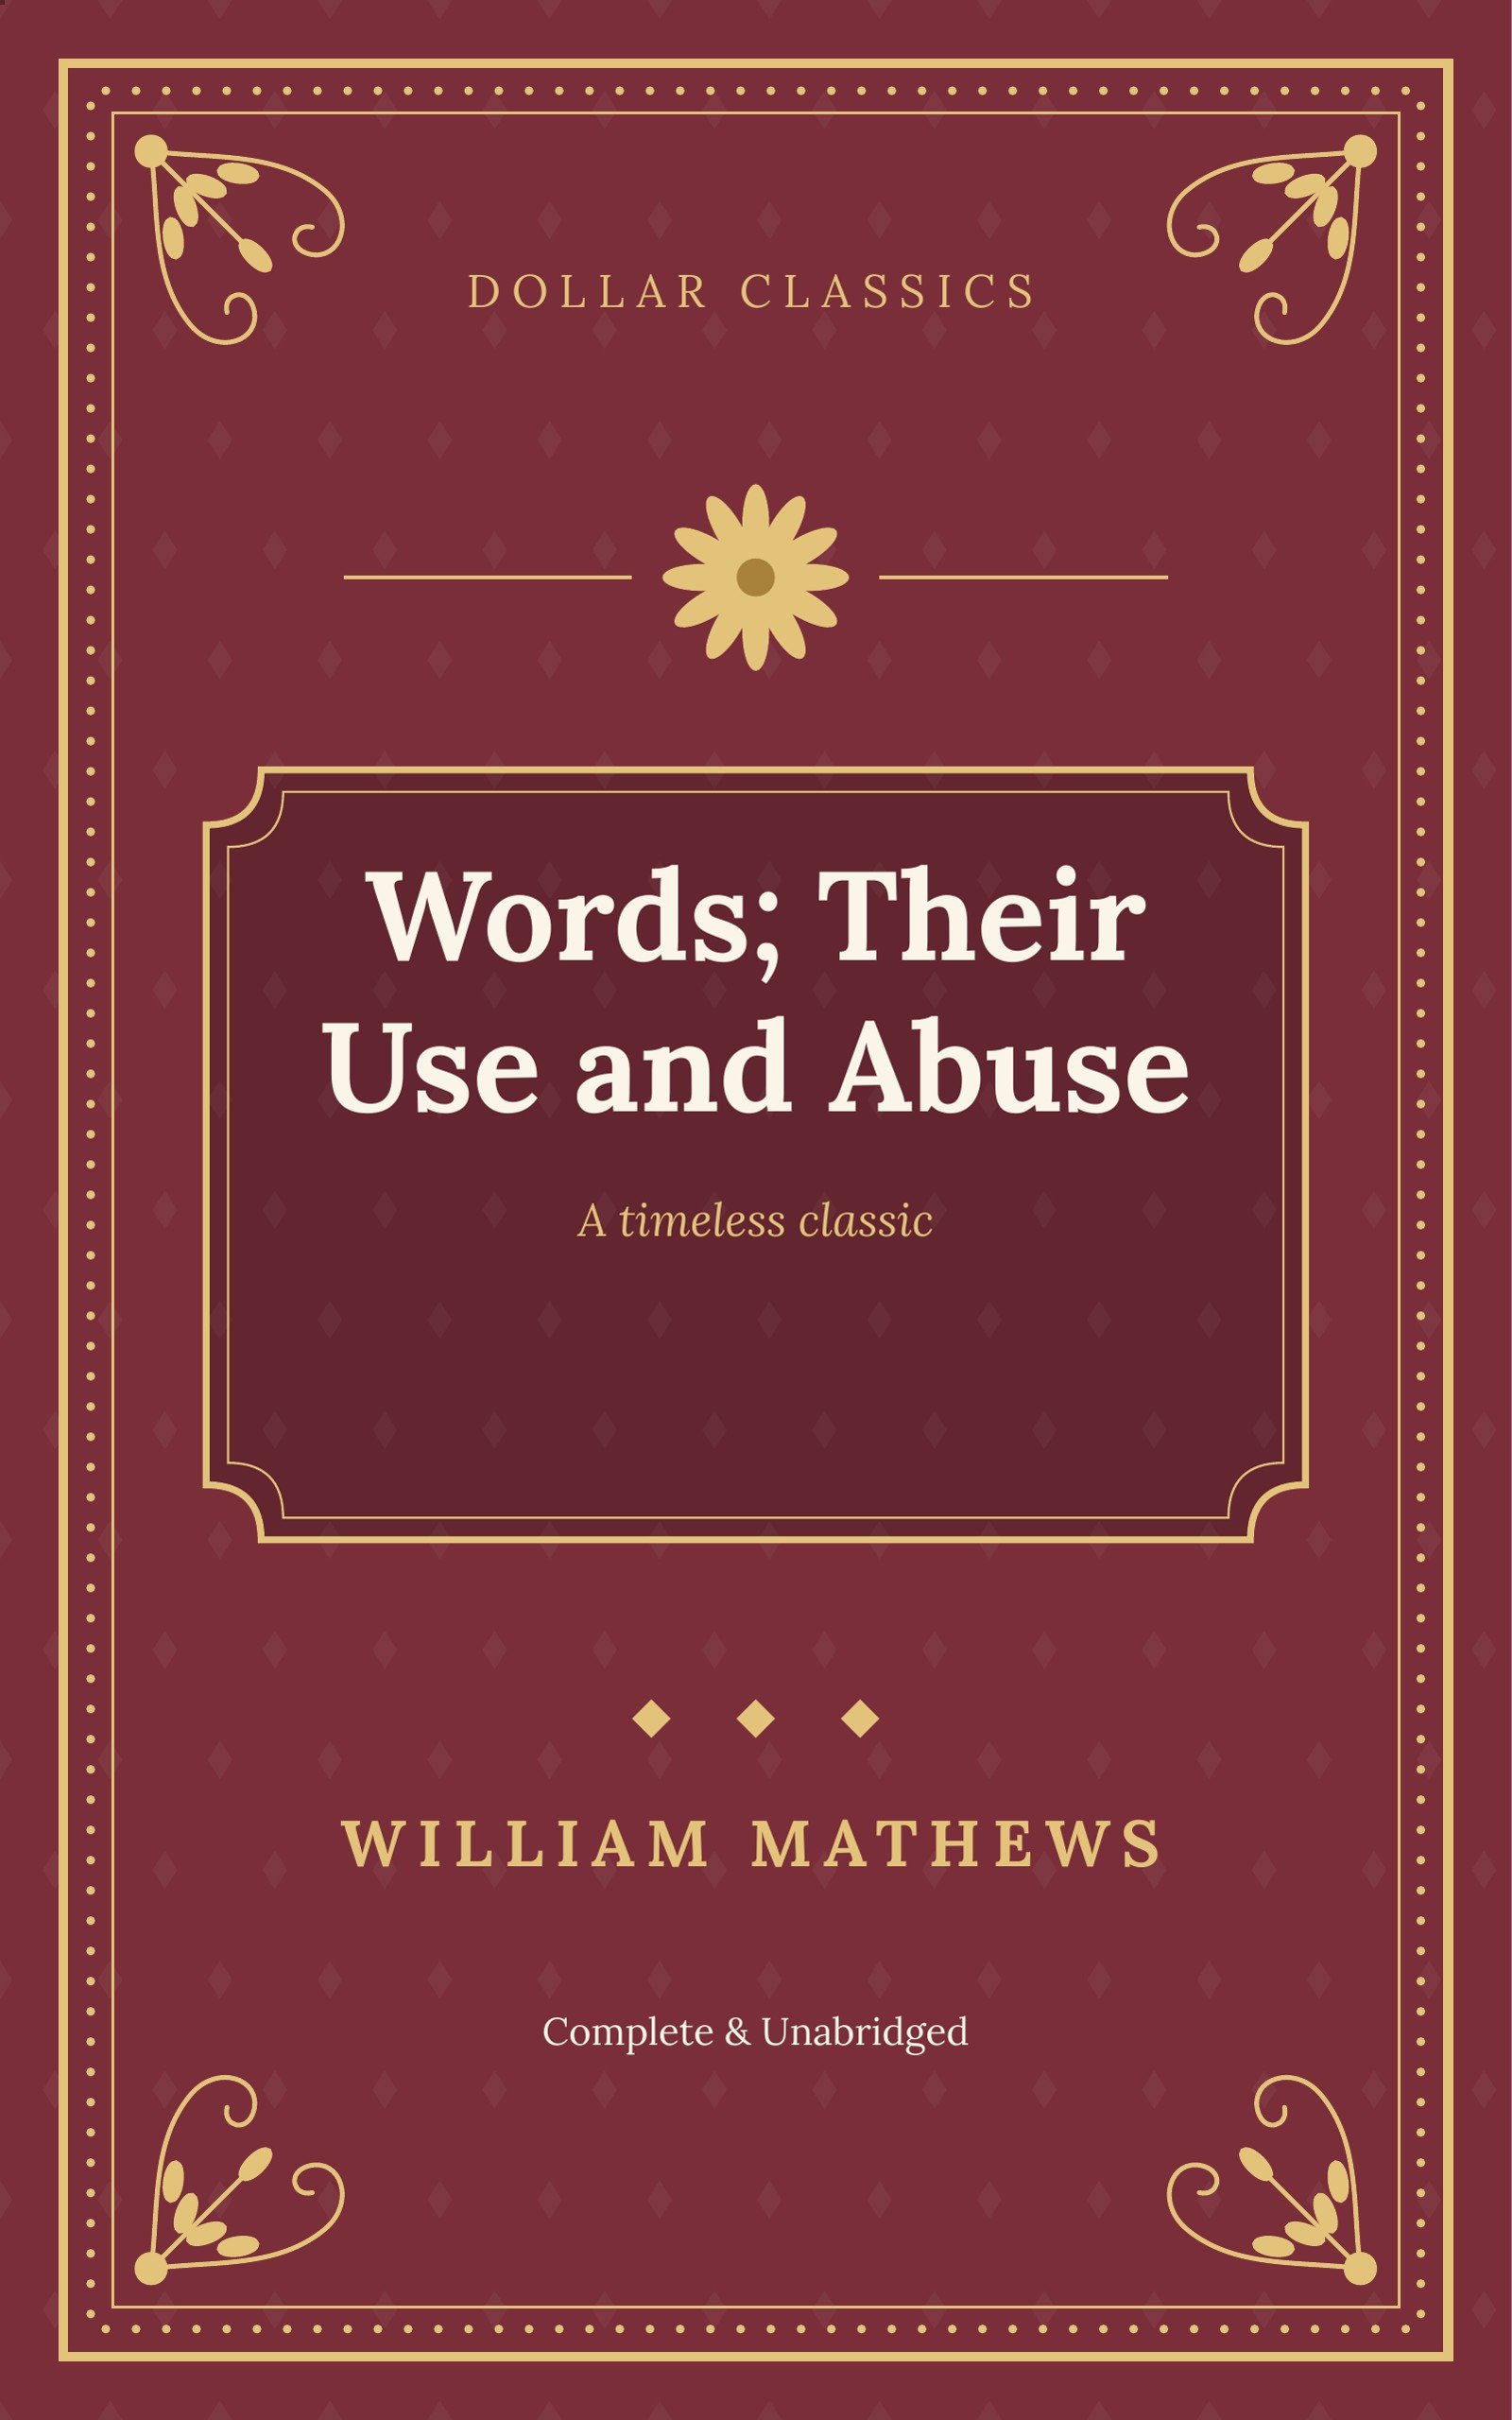 DOLLAR CLASSICS
Words; Their
Use and Abuse
A timeless classic
WILLIAM MATHEWS
Complete & Unabridged